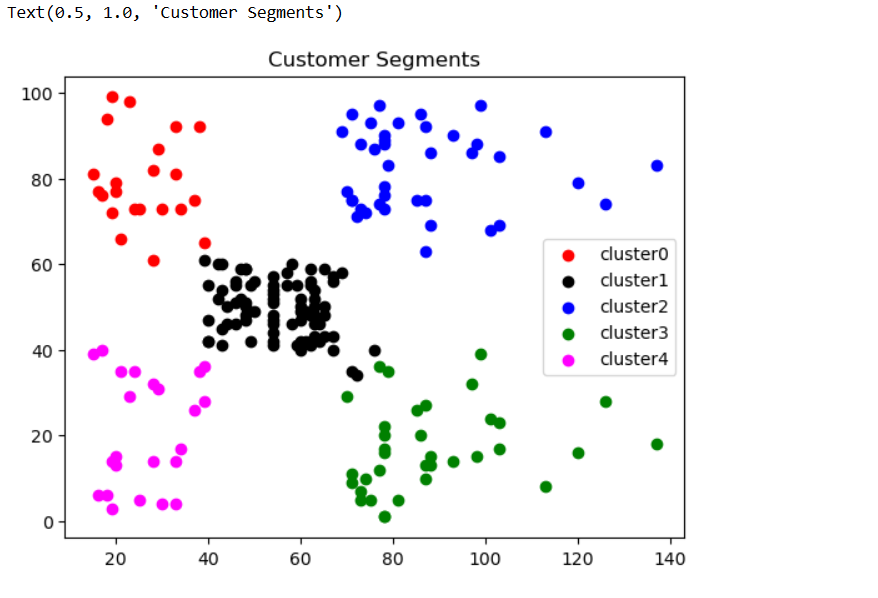 Text(0.5, 1.0, 'Customer Segments')
Customer Segments
100
80
60
40
20
0
cluster0
cluster1
cluster2
cluster3
cluster4
20 40 60 80 100 120 140